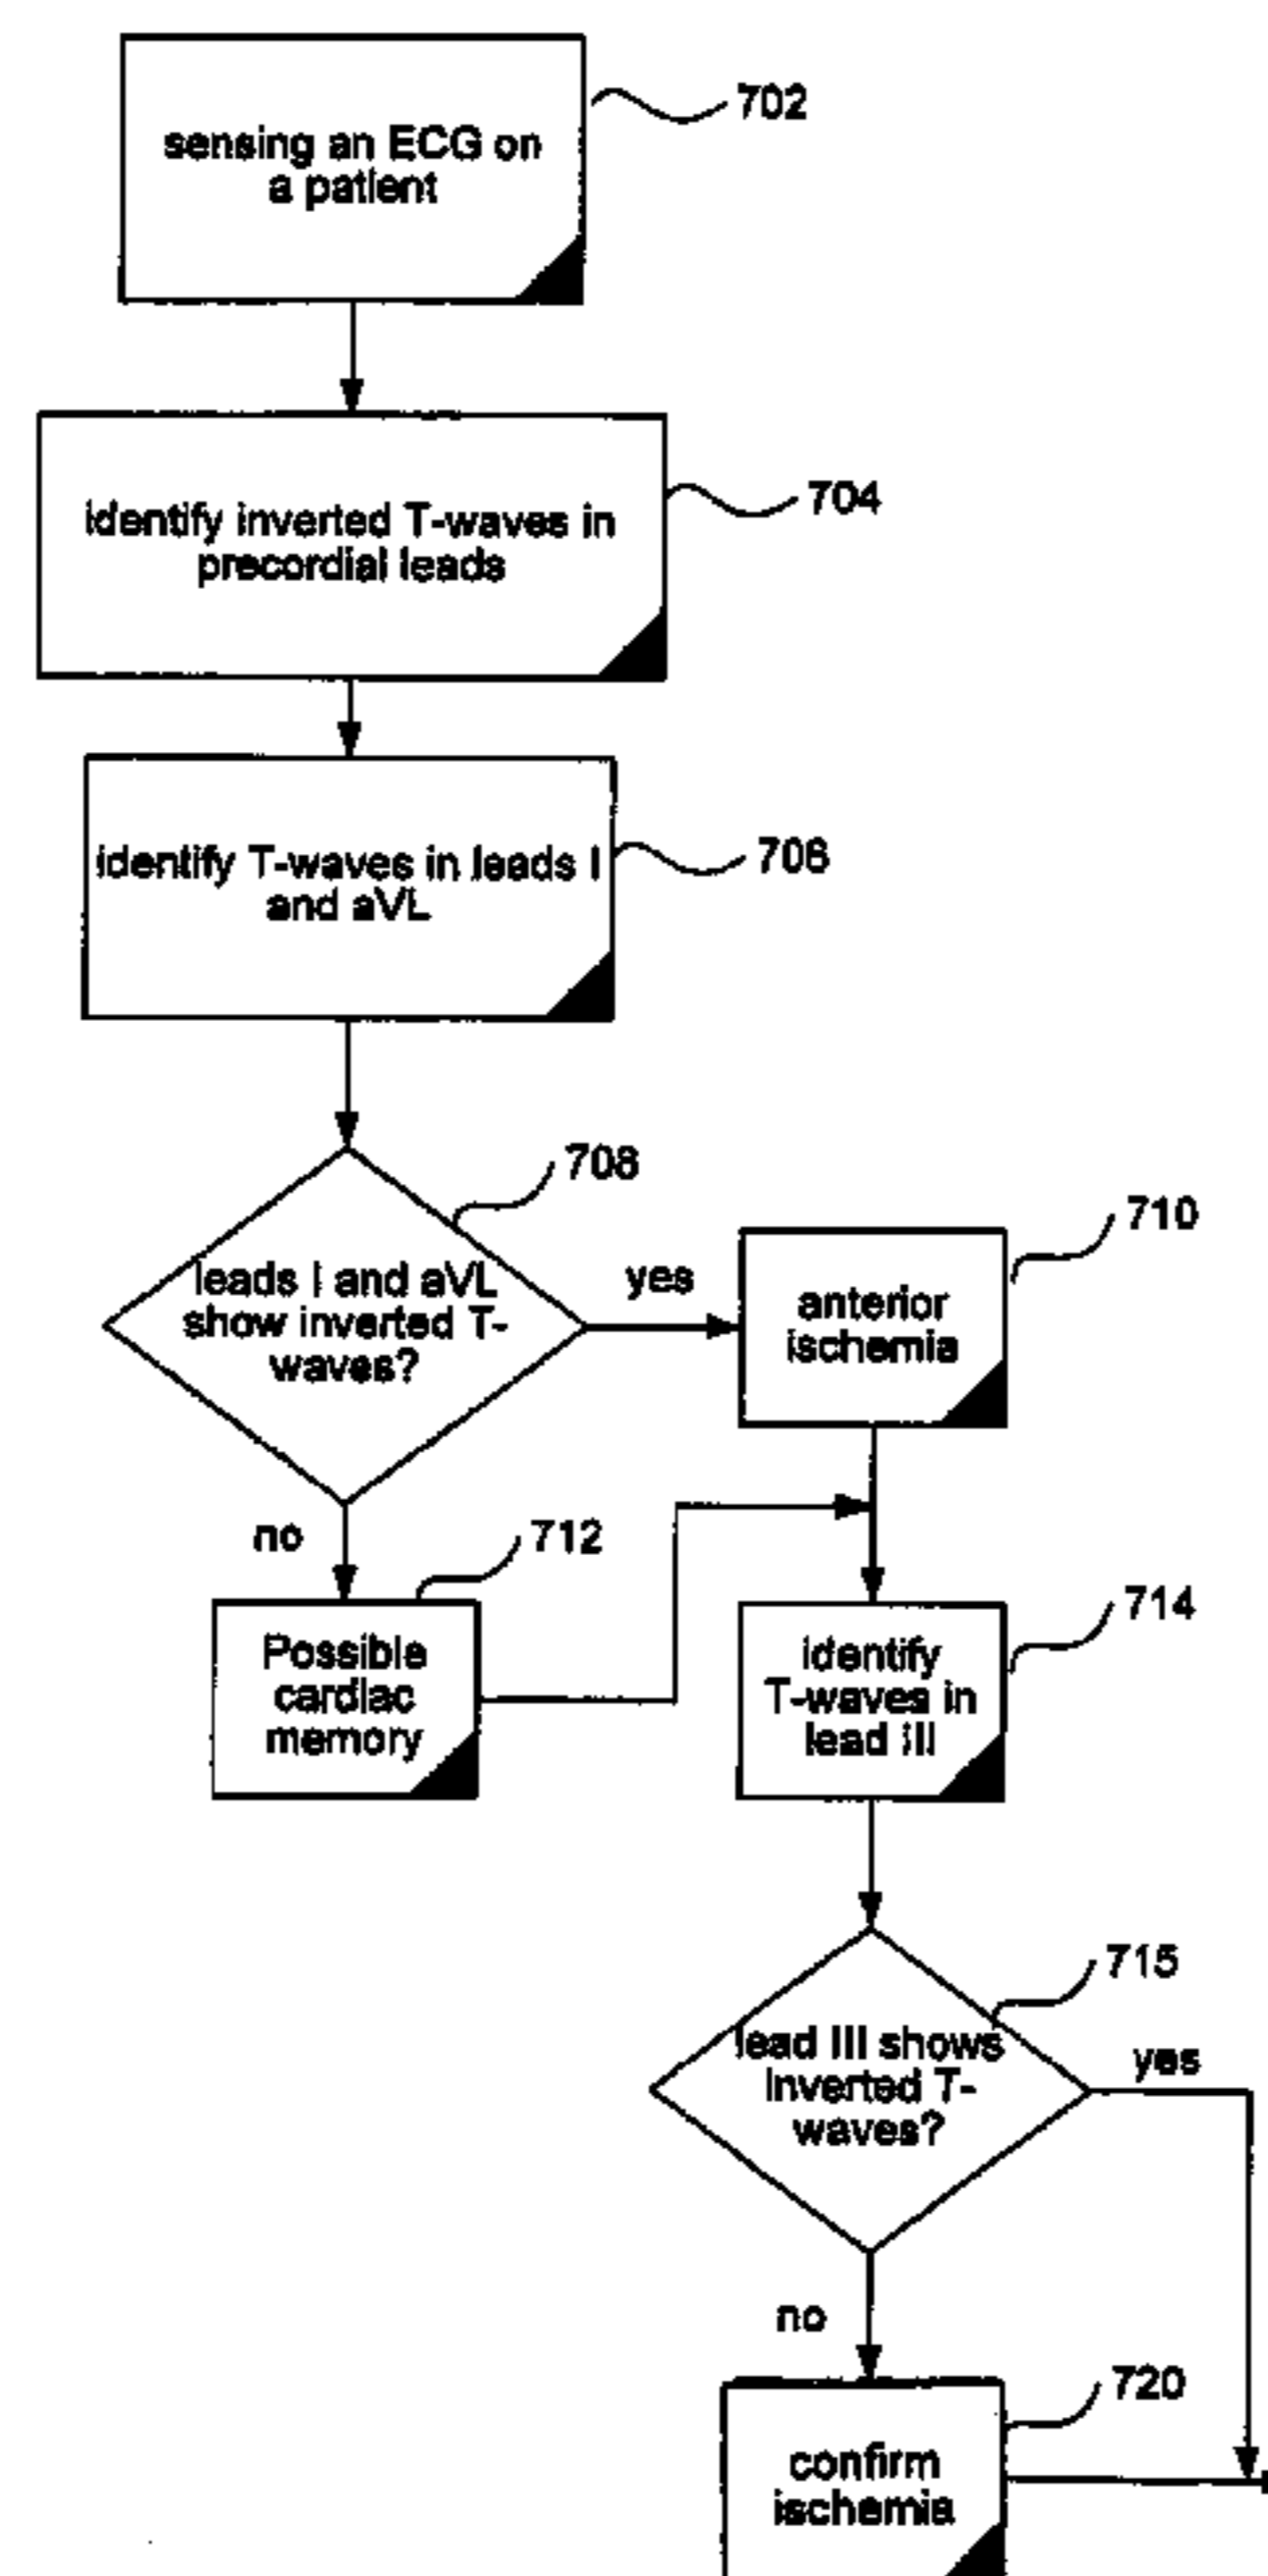 sensing an ECG on
a patient
702
identify inverted T-waves in
precordial leads
704
identify T-waves in leads I
and aVL
706
708
leads I and aVL
show inverted T-
waves?
yes
710
anterior
ischemia
no
712
Possible
cardiac
memory
714
identify
T-waves in
lead III
715
lead III shows
inverted T-
waves?
yes
no
720
confirm
ischemia